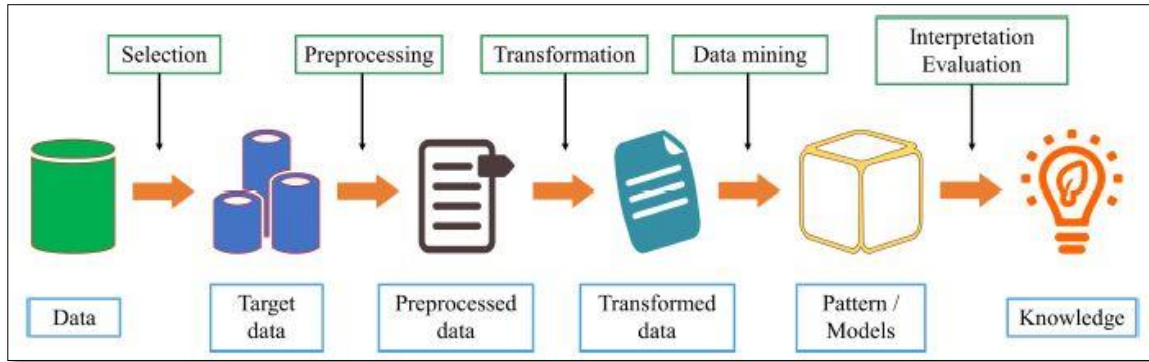 Selection
Preprocessing
Transformation
Data mining
Interpretation
Evaluation
Data
Target
data
Preprocessed
data
Transformed
data
Pattern /
Models
Knowledge